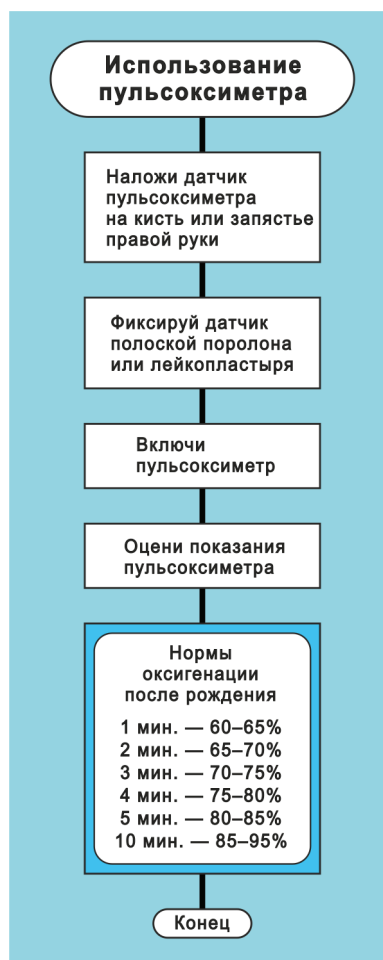 Использование
пульсоксиметра
Наложи датчик
пульсоксиметра
на кисть или запястье
правой руки
Фиксируй датчик
полоской поролона
или лейкопластыря
Включи
пульсоксиметр
Оцени показания
пульсоксиметра
Нормы
оксигенации
после рождения
1 мин. — 60–65%
2 мин. — 65–70%
3 мин. — 70–75%
4 мин. — 75–80%
5 мин. — 80–85%
10 мин. — 85–95%
Конец